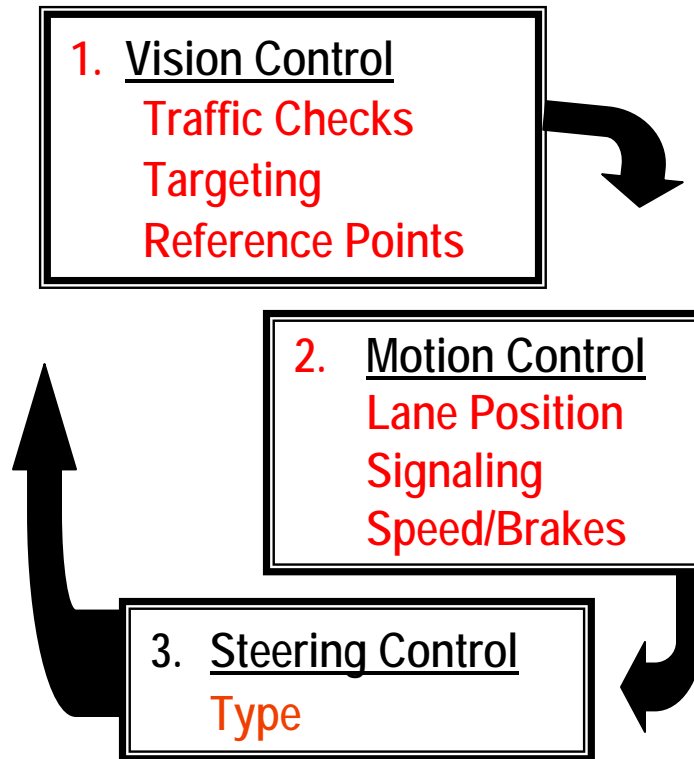 1. Vision Control
Traffic Checks
Targeting
Reference Points
2. Motion Control
Lane Position
Signaling
Speed/Brakes
3. Steering Control
Type